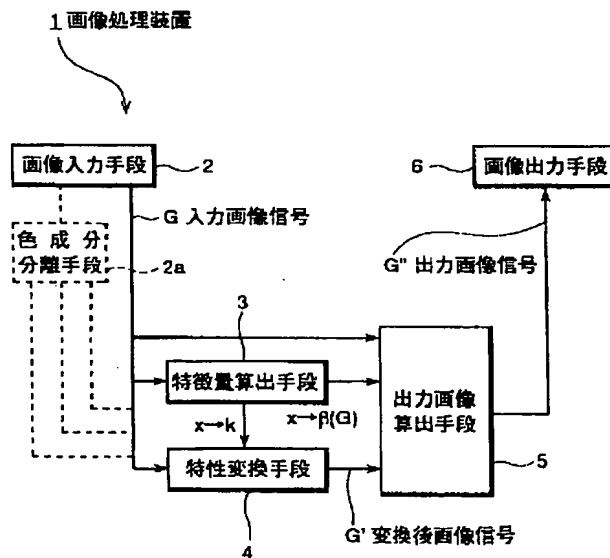 1 画像処理装置
画像入力手段 2
6 画像出力手段
G 入力画像信号
色成分
分離手段
2a
G" 出力画像信号
3
特徴量算出手段
x→k
x→β(G)
出力画像
算出手段
特性変換手段
5
4
G' 変換後画像信号